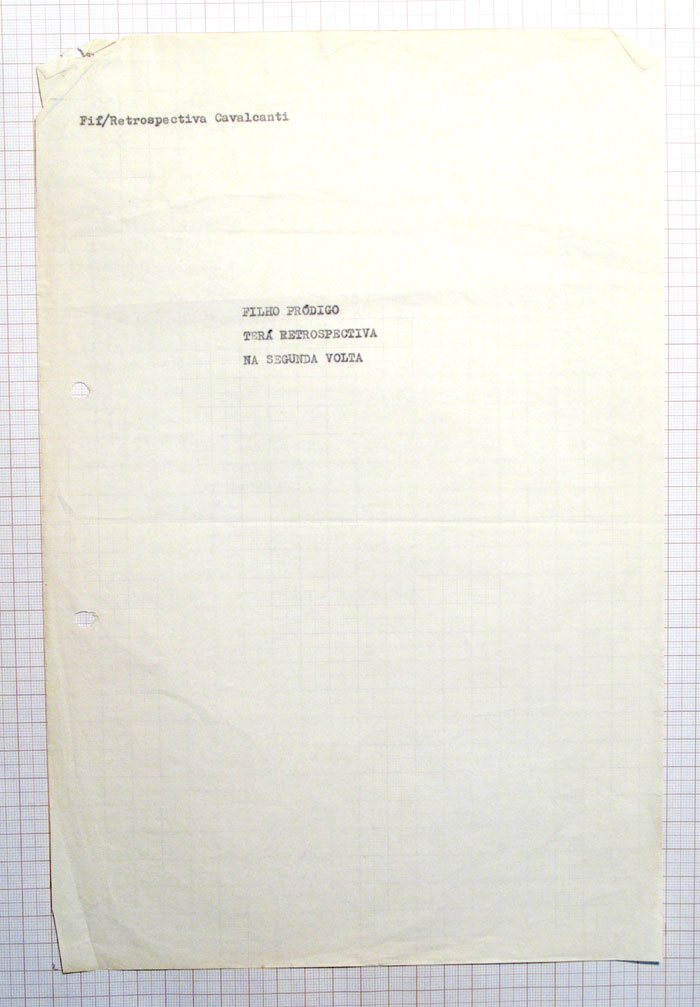 Fif/Retrospectiva Cavalcanti
FILHO PRÓDIGO
TERÁ RETROSPECTIVA
NA SEGUNDA VOLTA